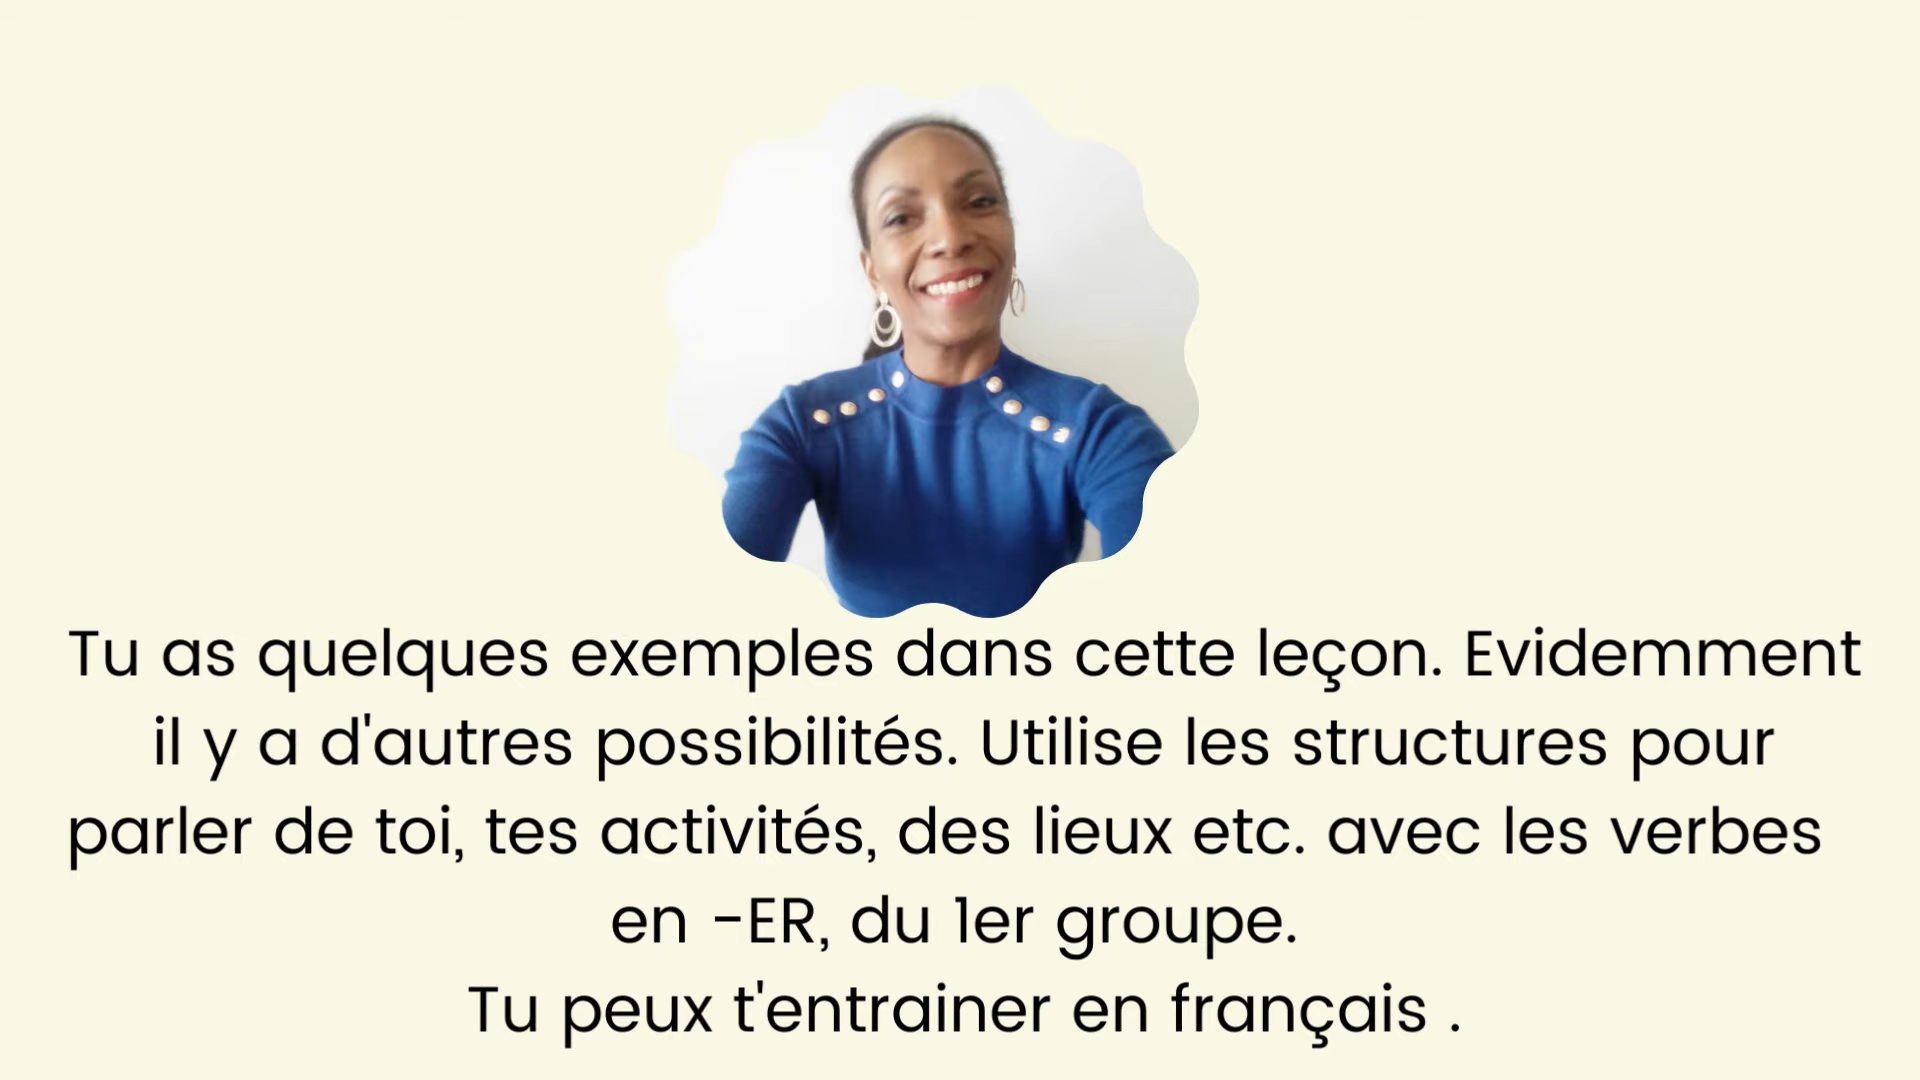 Tu as quelques exemples dans cette leçon. Evidemment
il y a d'autres possibilités. Utilise les structures pour
parler de toi, tes activités, des lieux etc. avec les verbes
en -ER, du 1er groupe.
Tu peux t'entrainer en français .